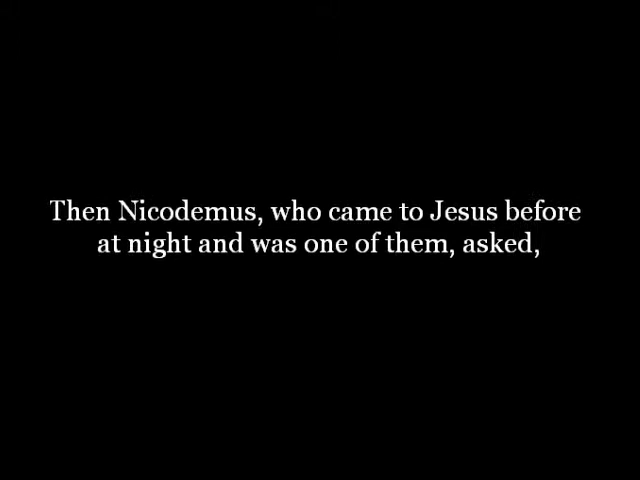 Then Nicodemus, who came to Jesus before
at night and was one of them, asked,